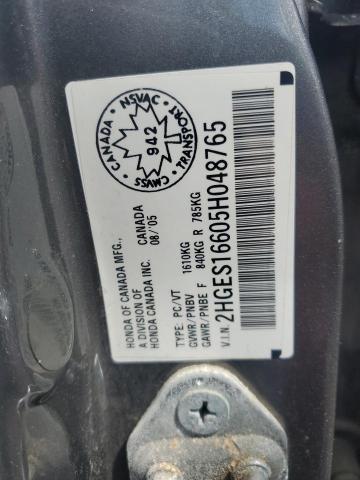 CANADA · NSVAC
942
CMVSS · TRANSPORT
HONDA OF CANADA MFG.,
A DIVISION OF CANADA
HONDA CANADA INC. 08/'05
TYPE: PC/VT
GVWR/PNBV 1610KG
GAWR/PNBE F 840KG R 785KG
V.I.N. 2HGES16605H048765